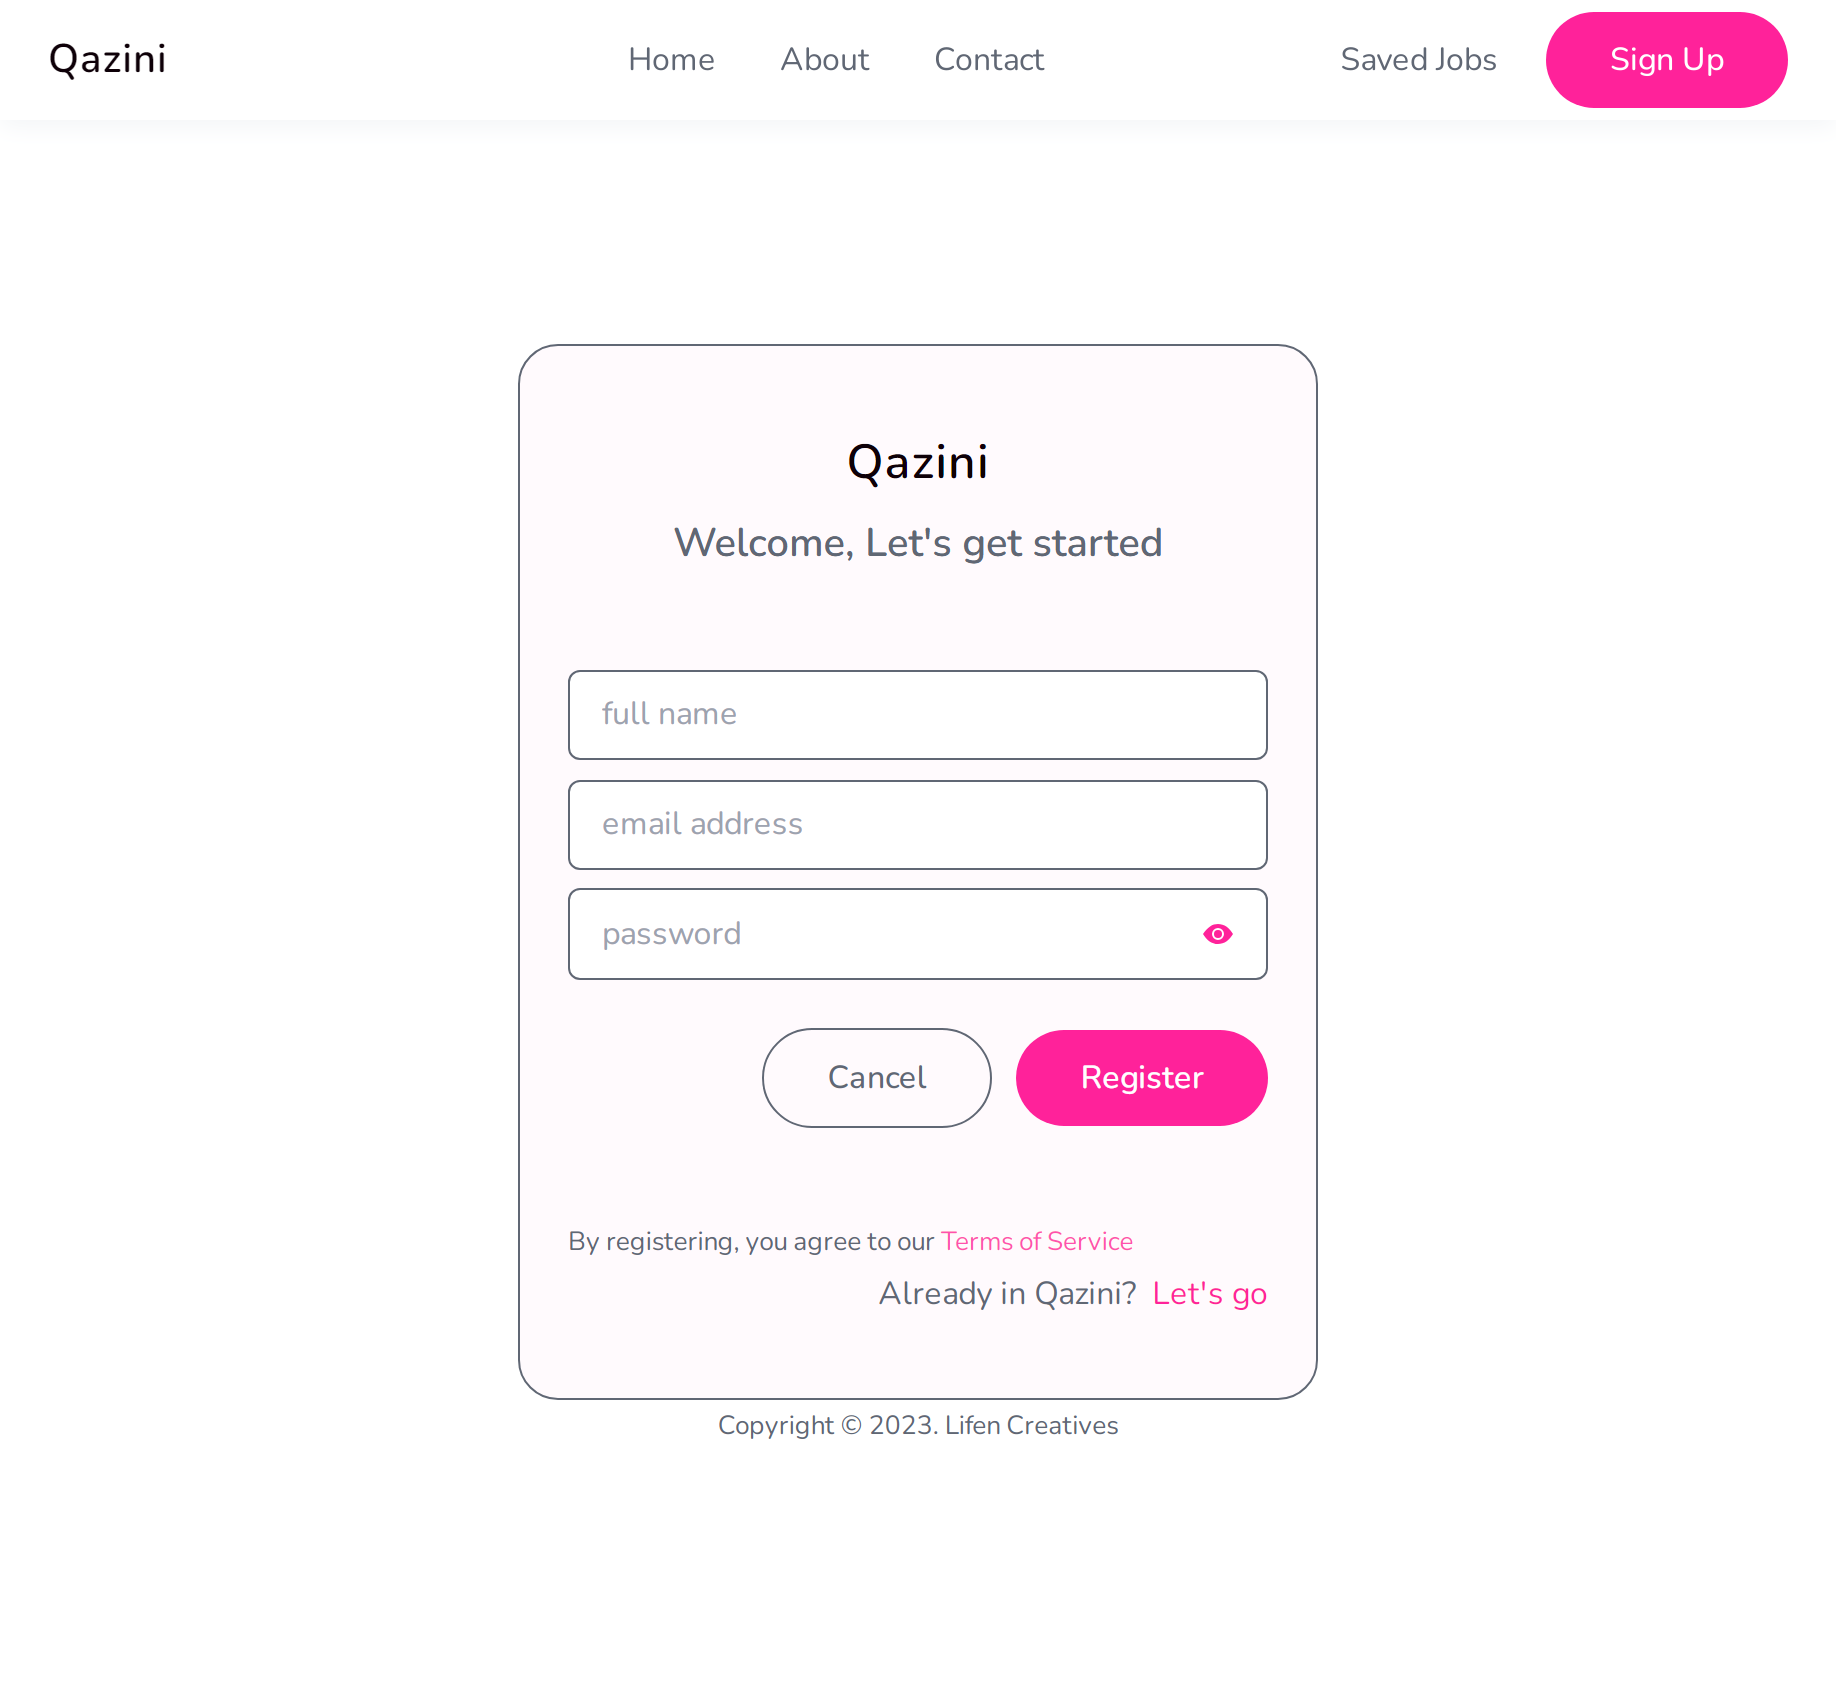 Qazini
Home About Contact Saved Jobs Sign Up
Qazini
Welcome, Let's get started
full name
email address
password
Cancel Register
By registering, you agree to our Terms of Service
Already in Qazini? Let's go
Copyright © 2023. Lifen Creatives